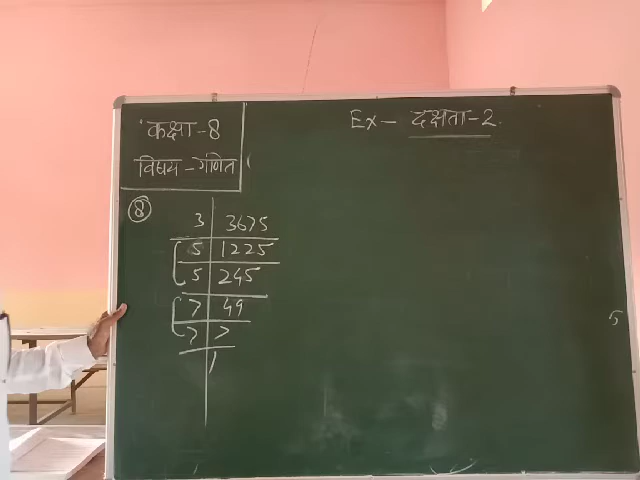 कक्षा - 8
विषय - गणित
Ex - दक्षता - 2
8
3 | 3675
5 | 1225
5 | 245
7 | 49
7 | 7
1
5